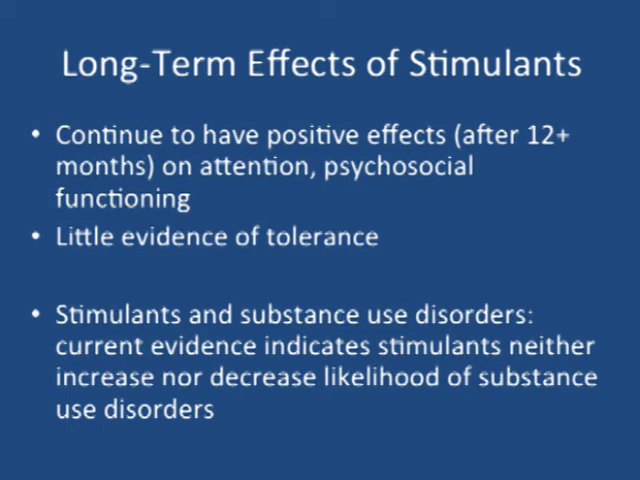 Long-Term Effects of Stimulants
• Continue to have positive effects (after 12+
months) on attention, psychosocial
functioning
• Little evidence of tolerance
• Stimulants and substance use disorders:
current evidence indicates stimulants neither
increase nor decrease likelihood of substance
use disorders